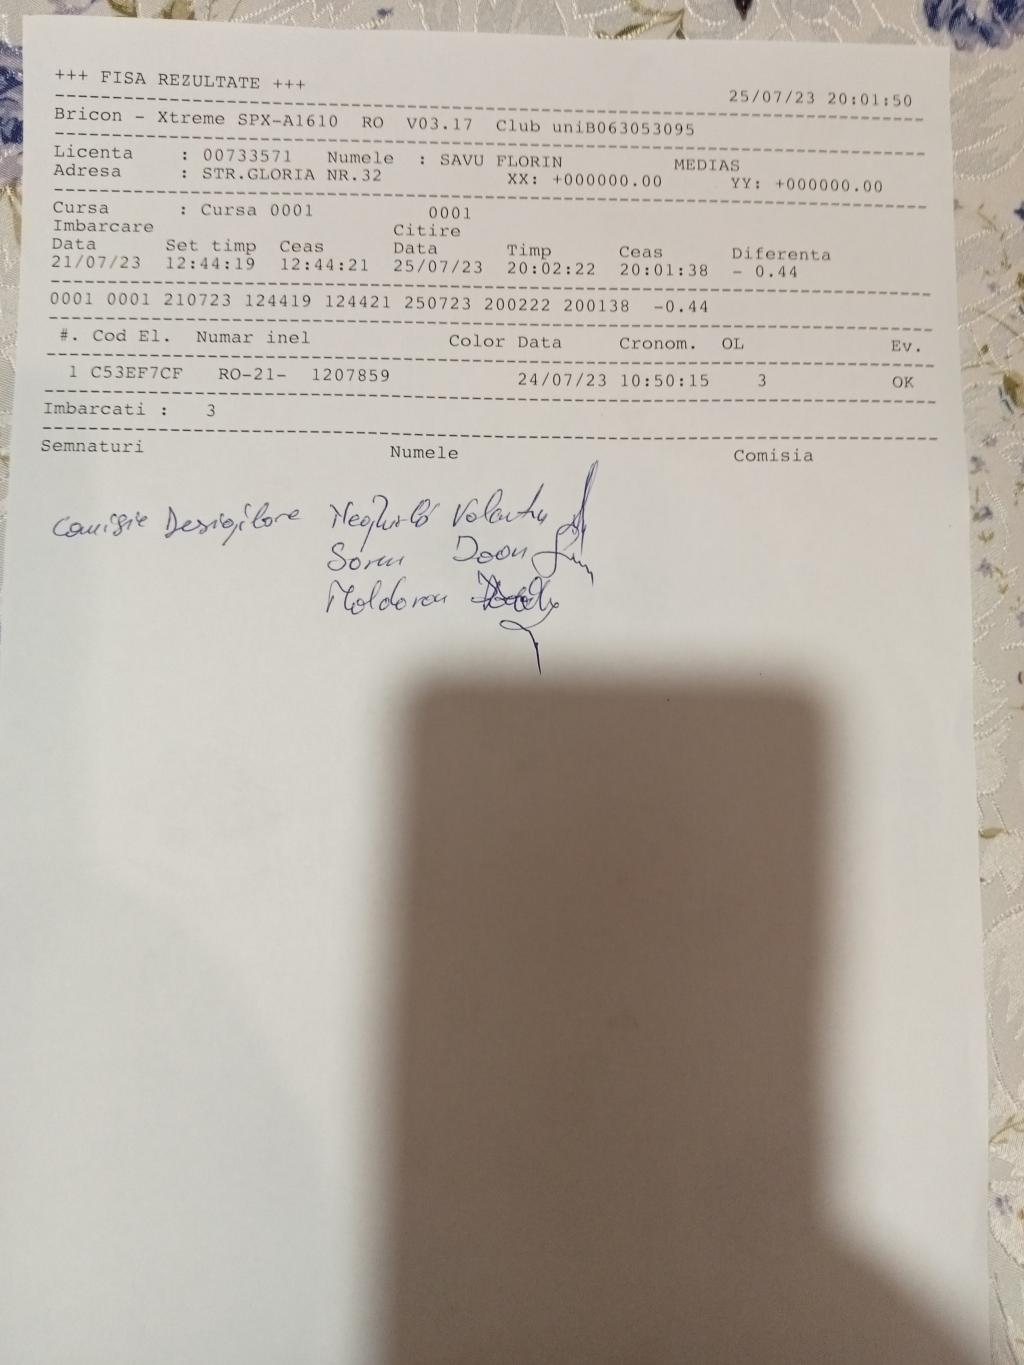 +++ FISA REZULTATE +++
25/07/23 20:01:50
Bricon - Xtreme SPX-A1610 RO V03.17 Club uniB063053095
Licenta : 00733571 Numele : SAVU FLORIN MEDIAS
Adresa : STR.GLORIA NR.32 XX: +000000.00 YY: +000000.00
Cursa : Cursa 0001 0001
Imbarcare Citire
Data Set timp Ceas Data Timp Ceas Diferenta
21/07/23 12:44:19 12:44:21 25/07/23 20:02:22 20:01:38 - 0.44
0001 0001 210723 124419 124421 250723 200222 200138 -0.44
#. Cod El. Numar inel Color Data Cronom. OL Ev.
1 C53EF7CF RO-21- 1207859 24/07/23 10:50:15 3 OK
Imbarcati : 3
Semnaturi Numele Comisia
Comisie Desigilare